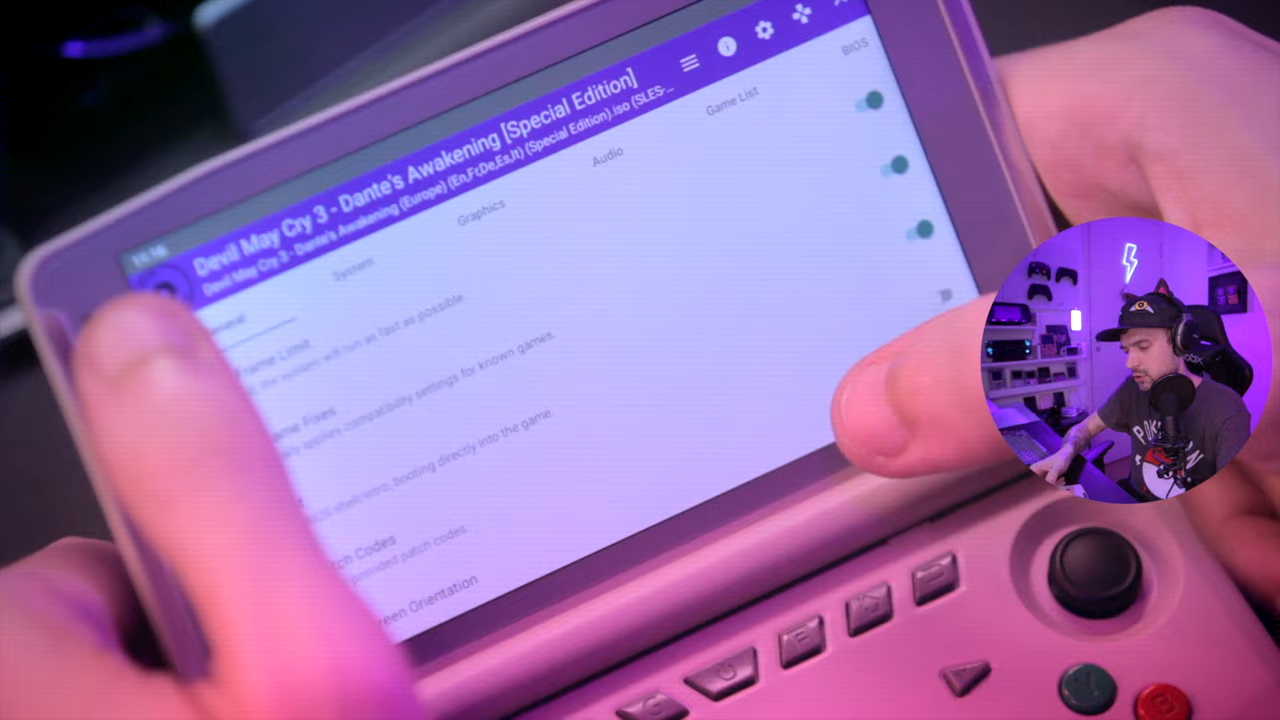 11:16
Devil May Cry 3 - Dante's Awakening [Special Edition]
Devil May Cry 3 - Dante's Awakening (Europe) (En,Fr,De,Es,It) (Special Edition).iso (SLES-...
System
Graphics
Audio
Game List
BIOS
Frame Limit
the system will run as fast as possible
Game Fixes
applies compatibility settings for known games.
booting directly into the game
Patch Codes
provided patch codes.
Screen Orientation
Y
B